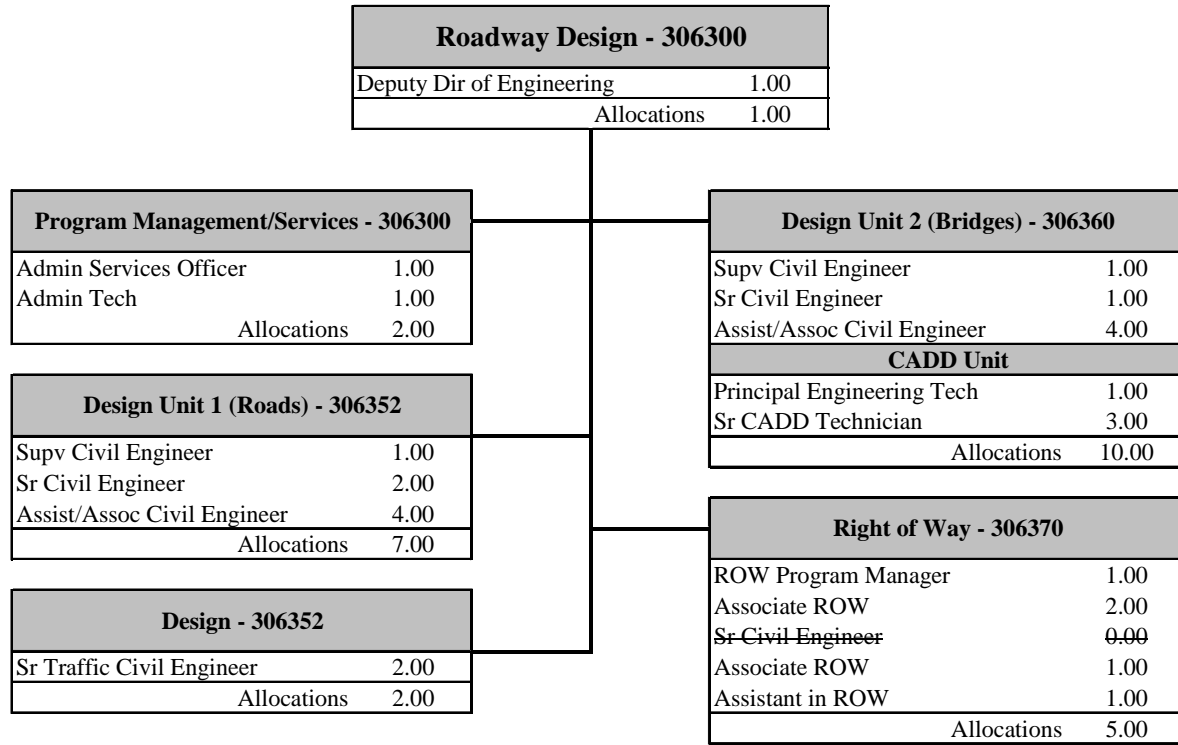 Roadway Design - 306300
Deputy Dir of Engineering 1.00
Allocations 1.00
Program Management/Services - 306300
Admin Services Officer 1.00
Admin Tech 1.00
Allocations 2.00
Design Unit 1 (Roads) - 306352
Supv Civil Engineer 1.00
Sr Civil Engineer 2.00
Assist/Assoc Civil Engineer 4.00
Allocations 7.00
Design - 306352
Sr Traffic Civil Engineer 2.00
Allocations 2.00
Design Unit 2 (Bridges) - 306360
Supv Civil Engineer 1.00
Sr Civil Engineer 1.00
Assist/Assoc Civil Engineer 4.00
CADD Unit
Principal Engineering Tech 1.00
Sr CADD Technician 3.00
Allocations 10.00
Right of Way - 306370
ROW Program Manager 1.00
Associate ROW 2.00
Sr Civil Engineer 0.00
Associate ROW 1.00
Assistant in ROW 1.00
Allocations 5.00